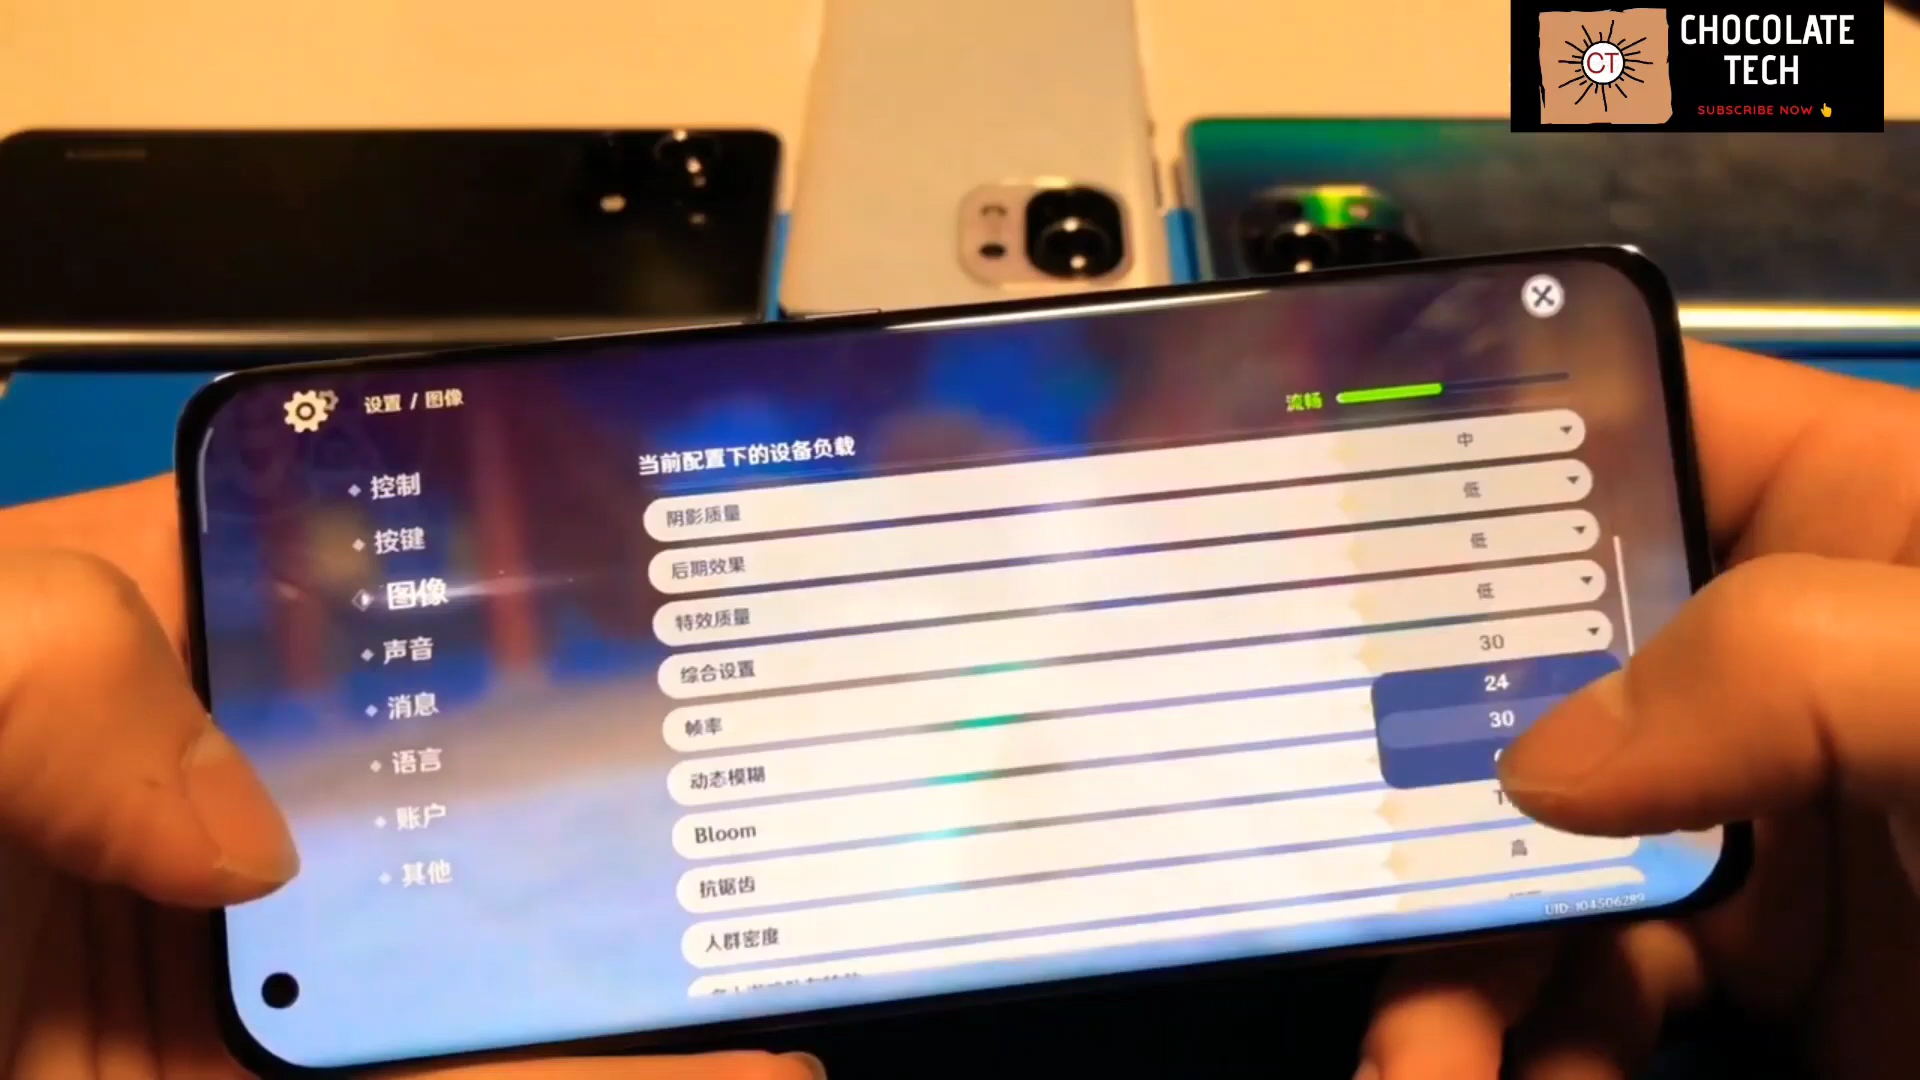 CHOCOLATE
TECH
SUBSCRIBE NOW
CT
设置 / 图像
流畅
当前配置下的设备负载
控制
按键
图像
声音
消息
语言
账户
其他
阴影质量 中
后期效果 低
特效质量 低
综合设置 低
帧率 30
24
30
动态模糊
Bloom
抗锯齿
人群密度 高
UID: 104506289